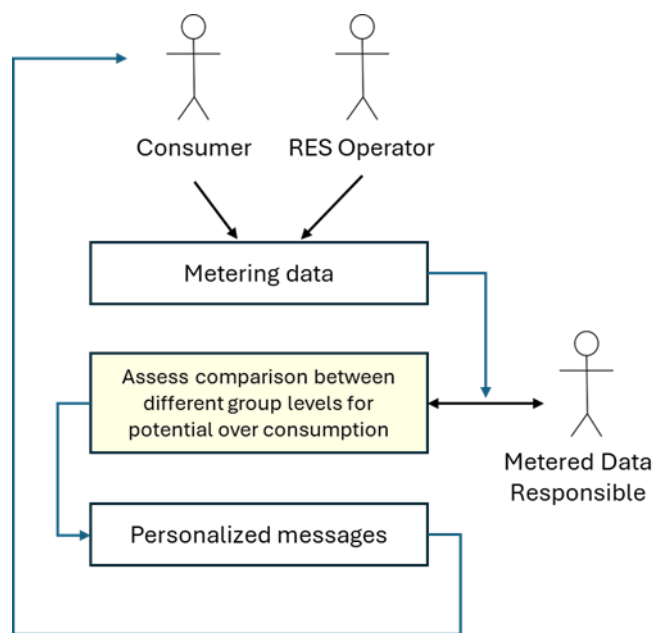 Consumer
RES Operator
Metering data
Assess comparison between
different group levels for
potential over consumption
Metered Data
Responsible
Personalized messages